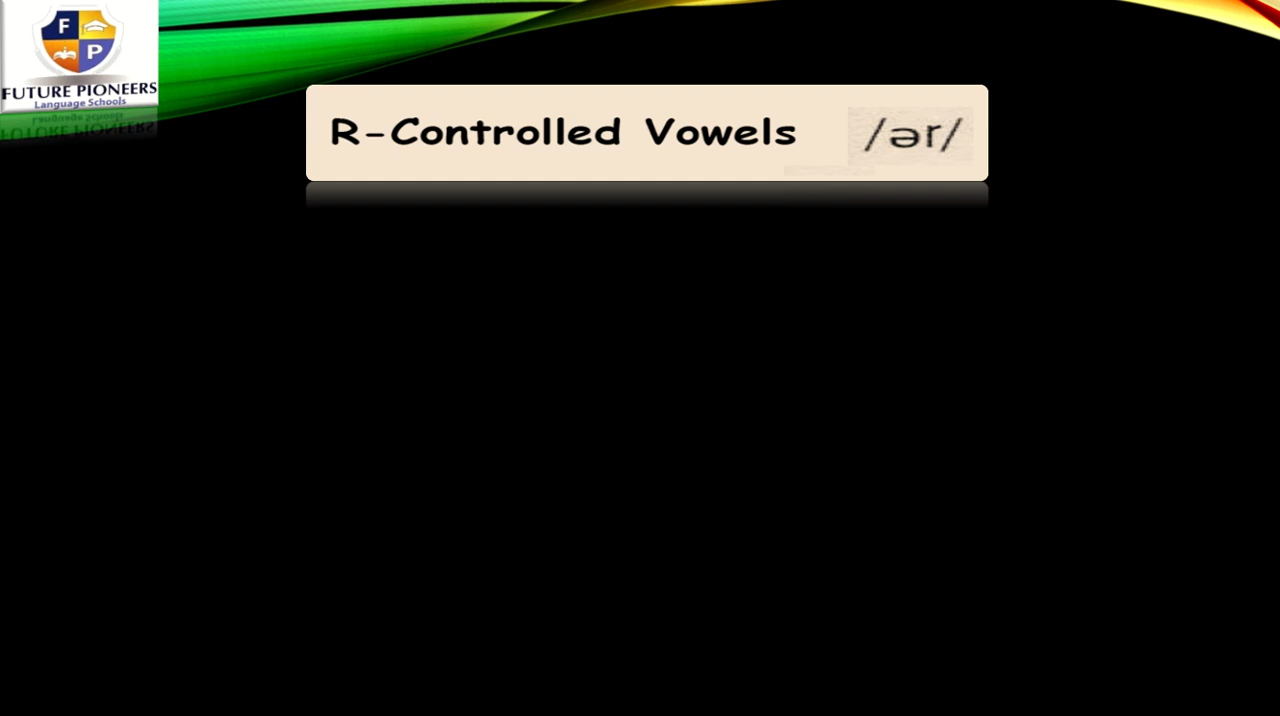 F
P
FUTURE PIONEERS
Language Schools
R-Controlled Vowels /ər/